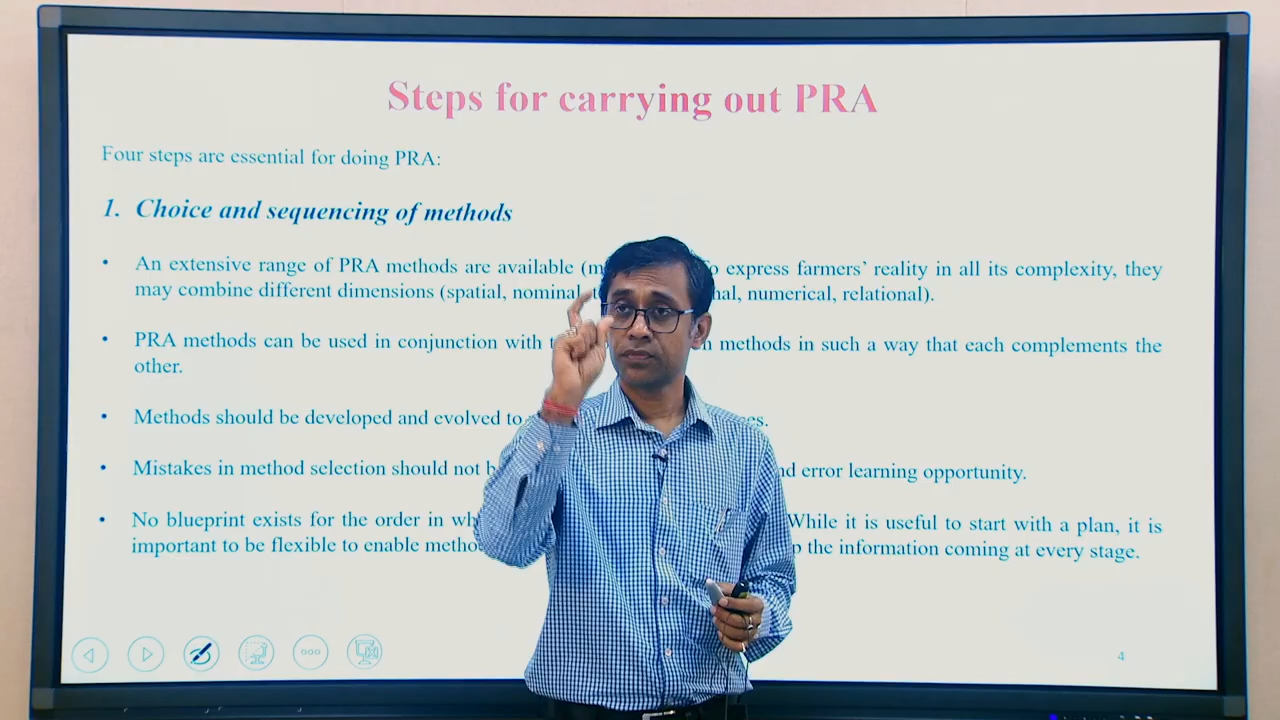 Steps for carrying out PRA
Four steps are essential for doing PRA:
1. Choice and sequencing of methods
• An extensive range of PRA methods are available ( express farmers' reality in all its complexity, they
may combine different dimensions (spatial, nominal, numerical, relational).
• PRA methods can be used in conjunction with methods in such a way that each complements the
other.
• Methods should be developed and evolved to
• Mistakes in method selection should not error learning opportunity.
• No blueprint exists for the order in While it is useful to start with a plan, it is
important to be flexible to enable the information coming at every stage.
4